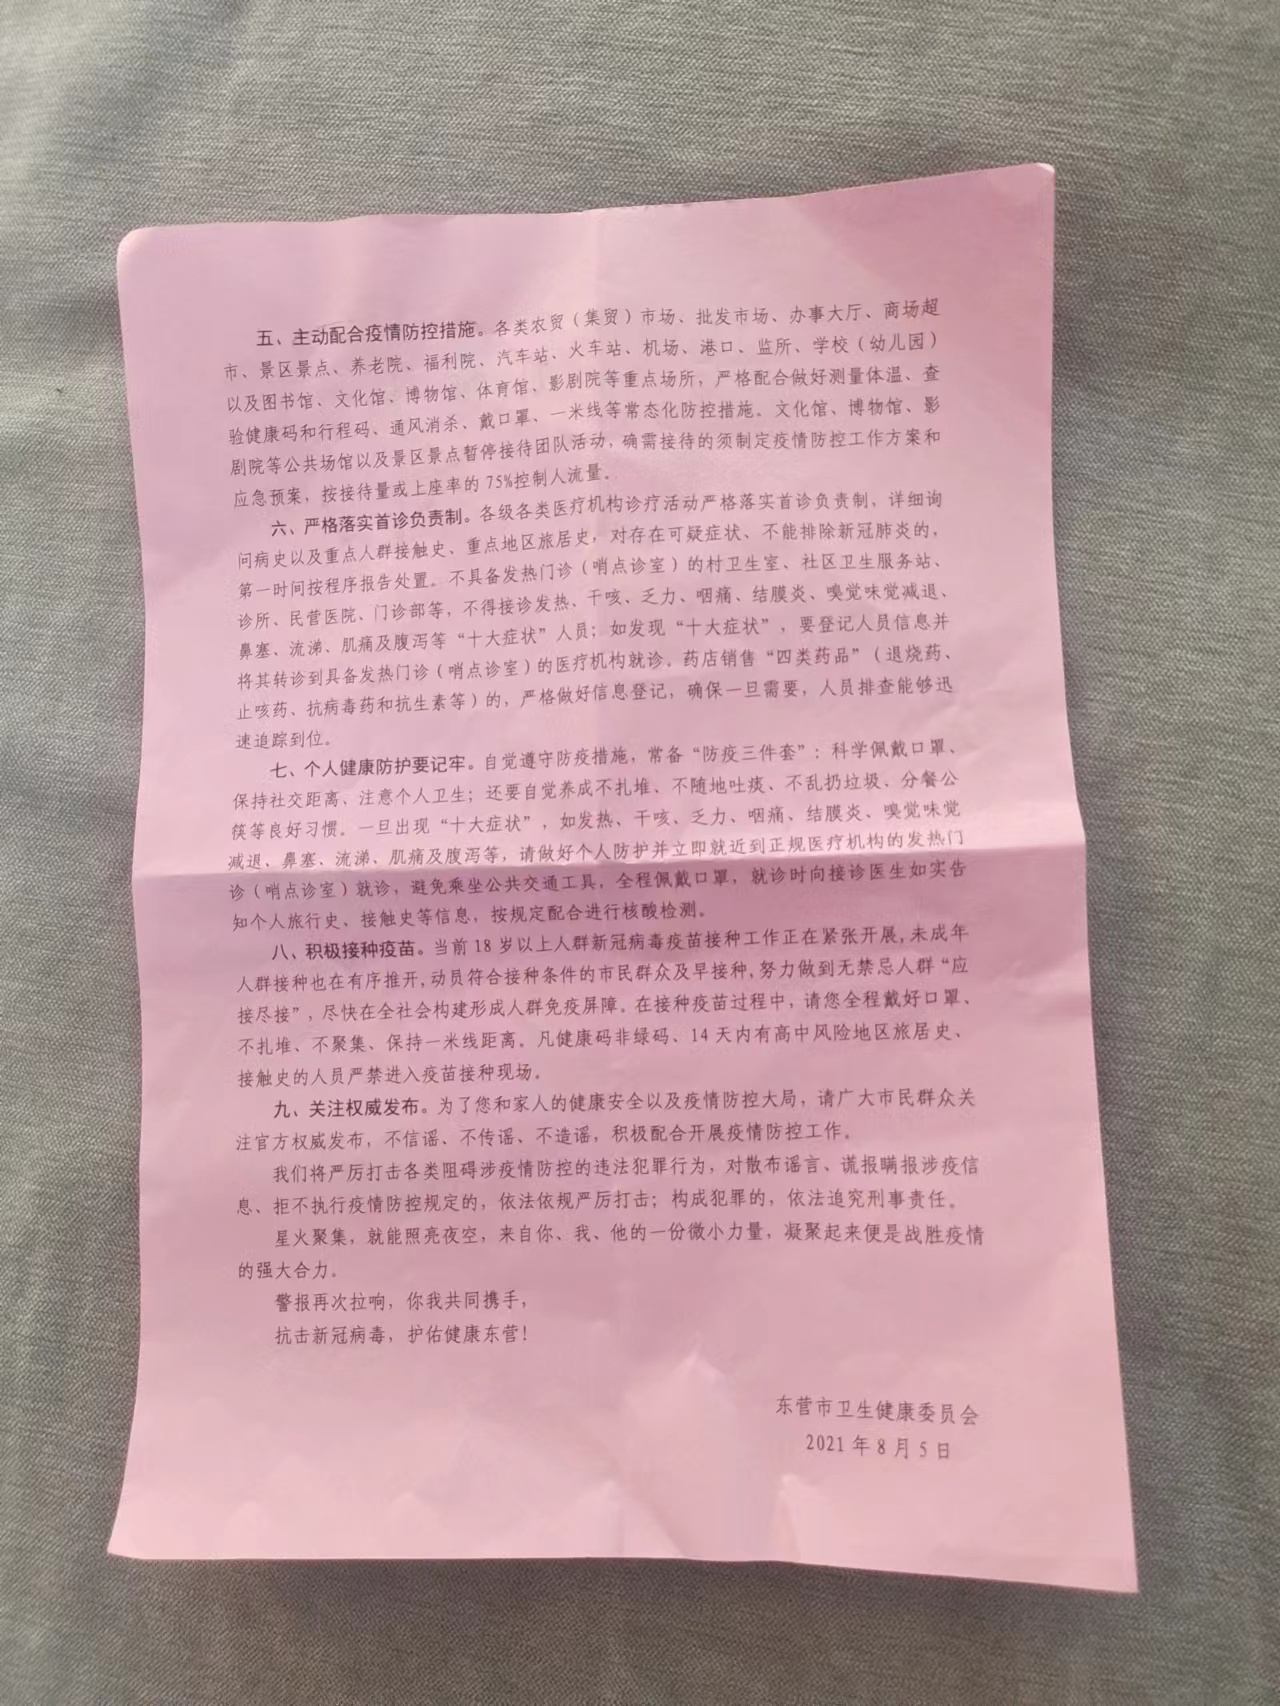 五、主动配合疫情防控措施。各类农贸（集贸）市场、批发市场、办事大厅、商场超
市、景区景点、养老院、福利院、汽车站、火车站、机场、港口、监所、学校（幼儿园）
以及图书馆、文化馆、博物馆、体育馆、影剧院等重点场所，严格配合做好测量体温、查
验健康码和行程码、通风消杀、戴口罩、一米线等常态化防控措施。文化馆、博物馆、影
剧院等公共场馆以及景区景点暂停接待团队活动，确需接待的须制定疫情防控工作方案和
应急预案，按接待量或上座率的75%控制人流量。
六、严格落实首诊负责制。各级各类医疗机构诊疗活动严格落实首诊负责制，详细询
问病史以及重点人群接触史、重点地区旅居史，对存在可疑症状、不能排除新冠肺炎的，
第一时间按程序报告处置。不具备发热门诊（哨点诊室）的村卫生室、社区卫生服务站、
诊所、民营医院、门诊部等，不得接诊发热、干咳、乏力、咽痛、结膜炎、嗅觉味觉减退、
鼻塞、流涕、肌痛及腹泻等“十大症状”人员；如发现“十大症状”，要登记人员信息并
将其转诊到具备发热门诊（哨点诊室）的医疗机构就诊。药店销售“四类药品”（退烧药、
止咳药、抗病毒药和抗生素等）的，严格做好信息登记，确保一旦需要，人员排查能够迅
速追踪到位。
七、个人健康防护要记牢。自觉遵守防疫措施，常备“防疫三件套”：科学佩戴口罩、
保持社交距离、注意个人卫生；还要自觉养成不扎堆、不随地吐痰、不乱扔垃圾、分餐公
筷等良好习惯。一旦出现“十大症状”，如发热、干咳、乏力、咽痛、结膜炎、嗅觉味觉
减退、鼻塞、流涕、肌痛及腹泻等，请做好个人防护并立即就近到正规医疗机构的发热门
诊（哨点诊室）就诊，避免乘坐公共交通工具，全程佩戴口罩，就诊时向接诊医生如实告
知个人旅行史、接触史等信息，按规定配合进行核酸检测。
八、积极接种疫苗。当前18岁以上人群新冠病毒疫苗接种工作正在紧张开展，未成年
人群接种也在有序推开，动员符合接种条件的市民群众及早接种，努力做到无禁忌人群“应
接尽接”，尽快在全社会构建形成人群免疫屏障。在接种疫苗过程中，请您全程戴好口罩、
不扎堆、不聚集、保持一米线距离。凡健康码非绿码、14天内有高中风险地区旅居史、
接触史的人员严禁进入疫苗接种现场。
九、关注权威发布。为了您和家人的健康安全以及疫情防控大局，请广大市民群众关
注官方权威发布，不信谣、不传谣、不造谣，积极配合开展疫情防控工作。
我们将严厉打击各类阻碍涉疫情防控的违法犯罪行为，对散布谣言、谎报瞒报涉疫信
息、拒不执行疫情防控规定的，依法依规严厉打击；构成犯罪的，依法追究刑事责任。
星火聚集，就能照亮夜空，来自你、我、他的一份微小力量，凝聚起来便是战胜疫情
的强大合力。
警报再次拉响，你我共同携手，
抗击新冠病毒，护佑健康东营！
东营市卫生健康委员会
2021年8月5日